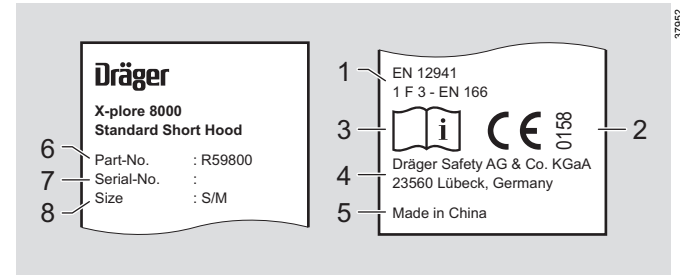 Dräger
X-plore 8000
Standard Short Hood
6
Part-No. : R59800
7
Serial-No. :
8
Size : S/M
1
EN 12941
1 F 3 - EN 166
3
i
CE
0158
2
4
Dräger Safety AG & Co. KGaA
23560 Lübeck, Germany
5
Made in China
37952